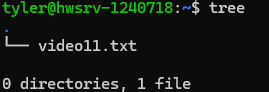 tyler@hwsrv-1240718:~$ tree
.
└── video11.txt
0 directories, 1 file